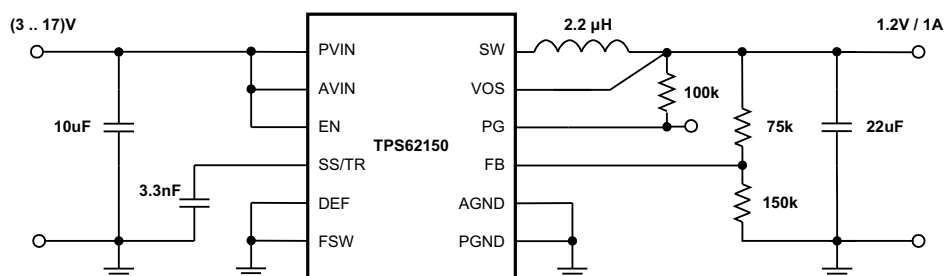 (3 .. 17)V
2.2 µH
1.2V / 1A
PVIN
SW
AVIN
VOS
100k
10uF
EN
PG
75k
22uF
TPS62150
SS/TR
FB
3.3nF
150k
DEF
AGND
FSW
PGND